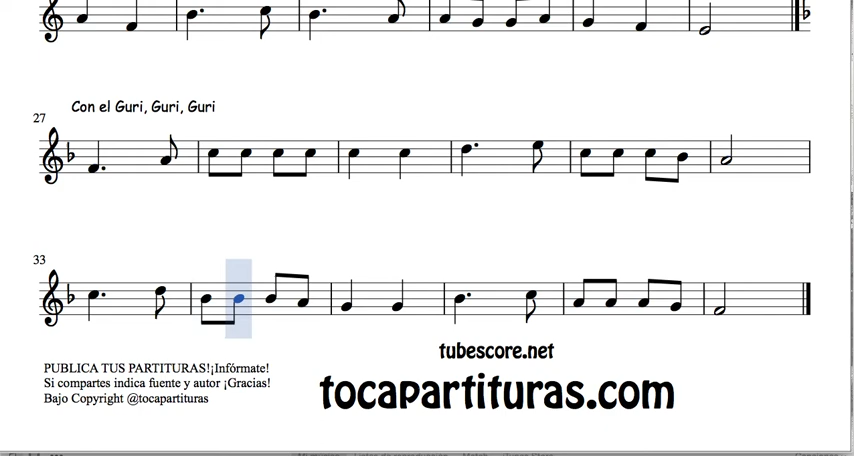 Con el Guri, Guri, Guri
27
33
tubescore.net
PUBLICA TUS PARTITURAS!¡Infórmate!
Si compartes indica fuente y autor ¡Gracias!
Bajo Copyright @tocapartituras
tocapartituras.com